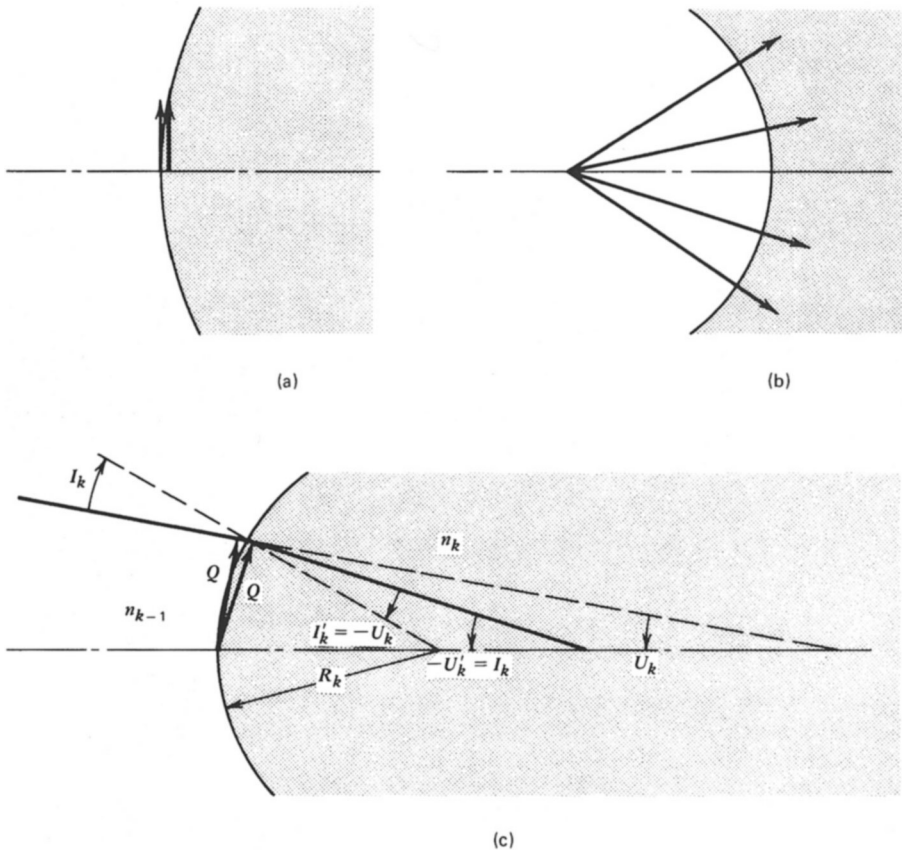 (a)
(b)
I_k
n_k
Q
Q
n_{k-1}
I'_k = -U_k
-U'_k = I_k
U_k
R_k
(c)